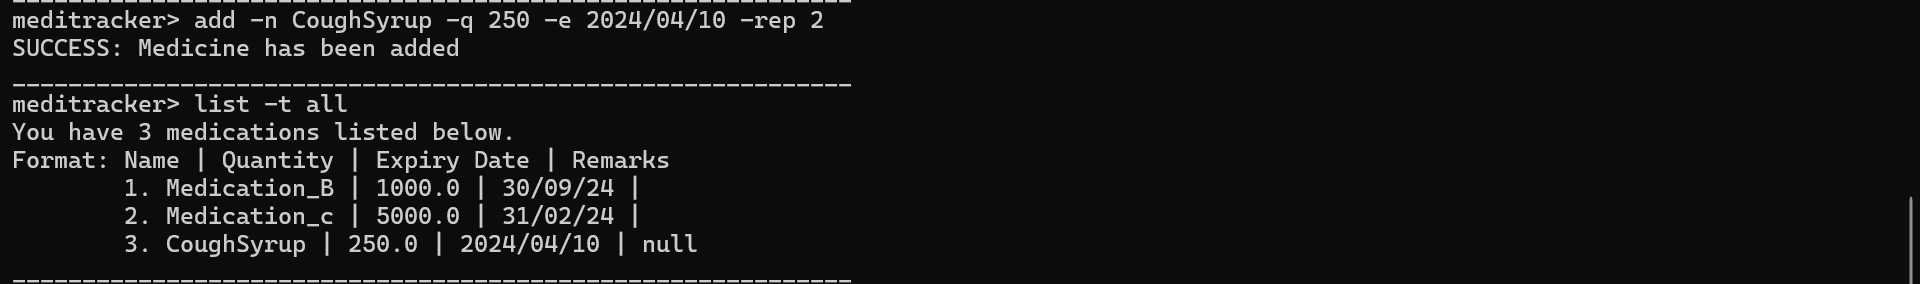 meditracker> add -n CoughSyrup -q 250 -e 2024/04/10 -rep 2
SUCCESS: Medicine has been added
____________________________________________________________
meditracker> list -t all
You have 3 medications listed below.
Format: Name | Quantity | Expiry Date | Remarks
        1. Medication_B | 1000.0 | 30/09/24 |
        2. Medication_c | 5000.0 | 31/02/24 |
        3. CoughSyrup | 250.0 | 2024/04/10 | null
____________________________________________________________